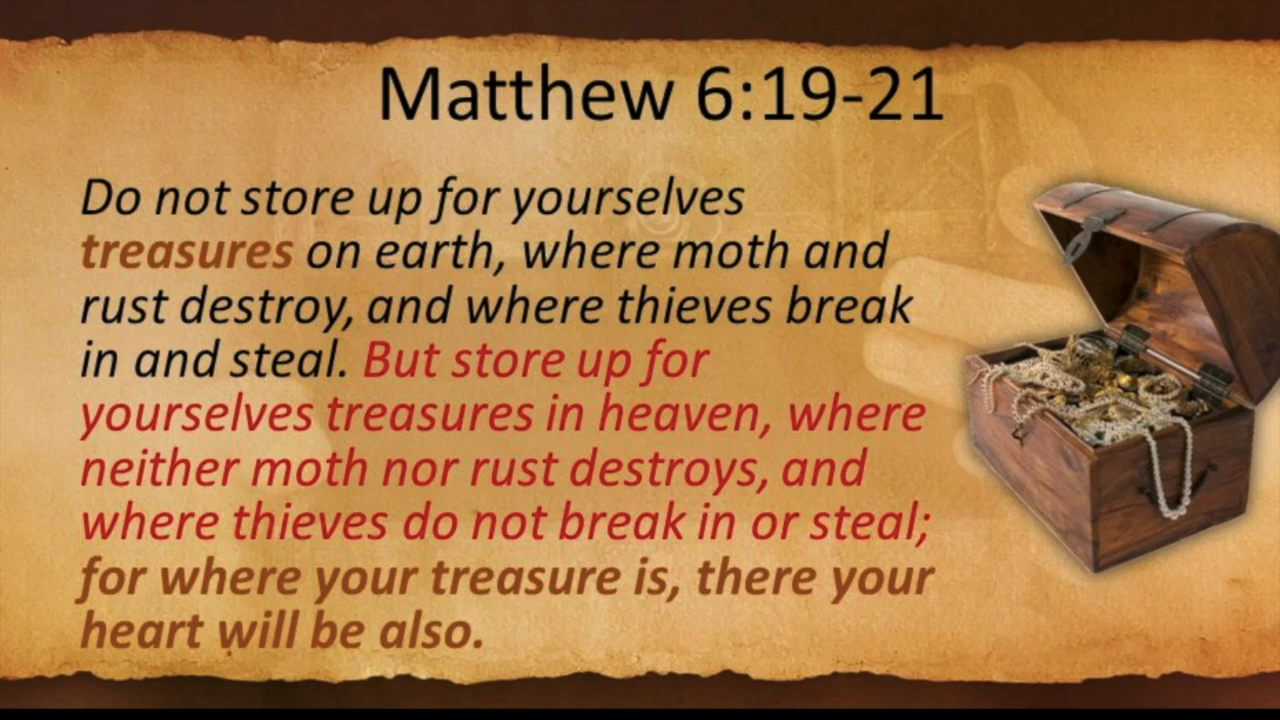 Matthew 6:19-21
Do not store up for yourselves
treasures on earth, where moth and
rust destroy, and where thieves break
in and steal. But store up for
yourselves treasures in heaven, where
neither moth nor rust destroys, and
where thieves do not break in or steal;
for where your treasure is, there your
heart will be also.